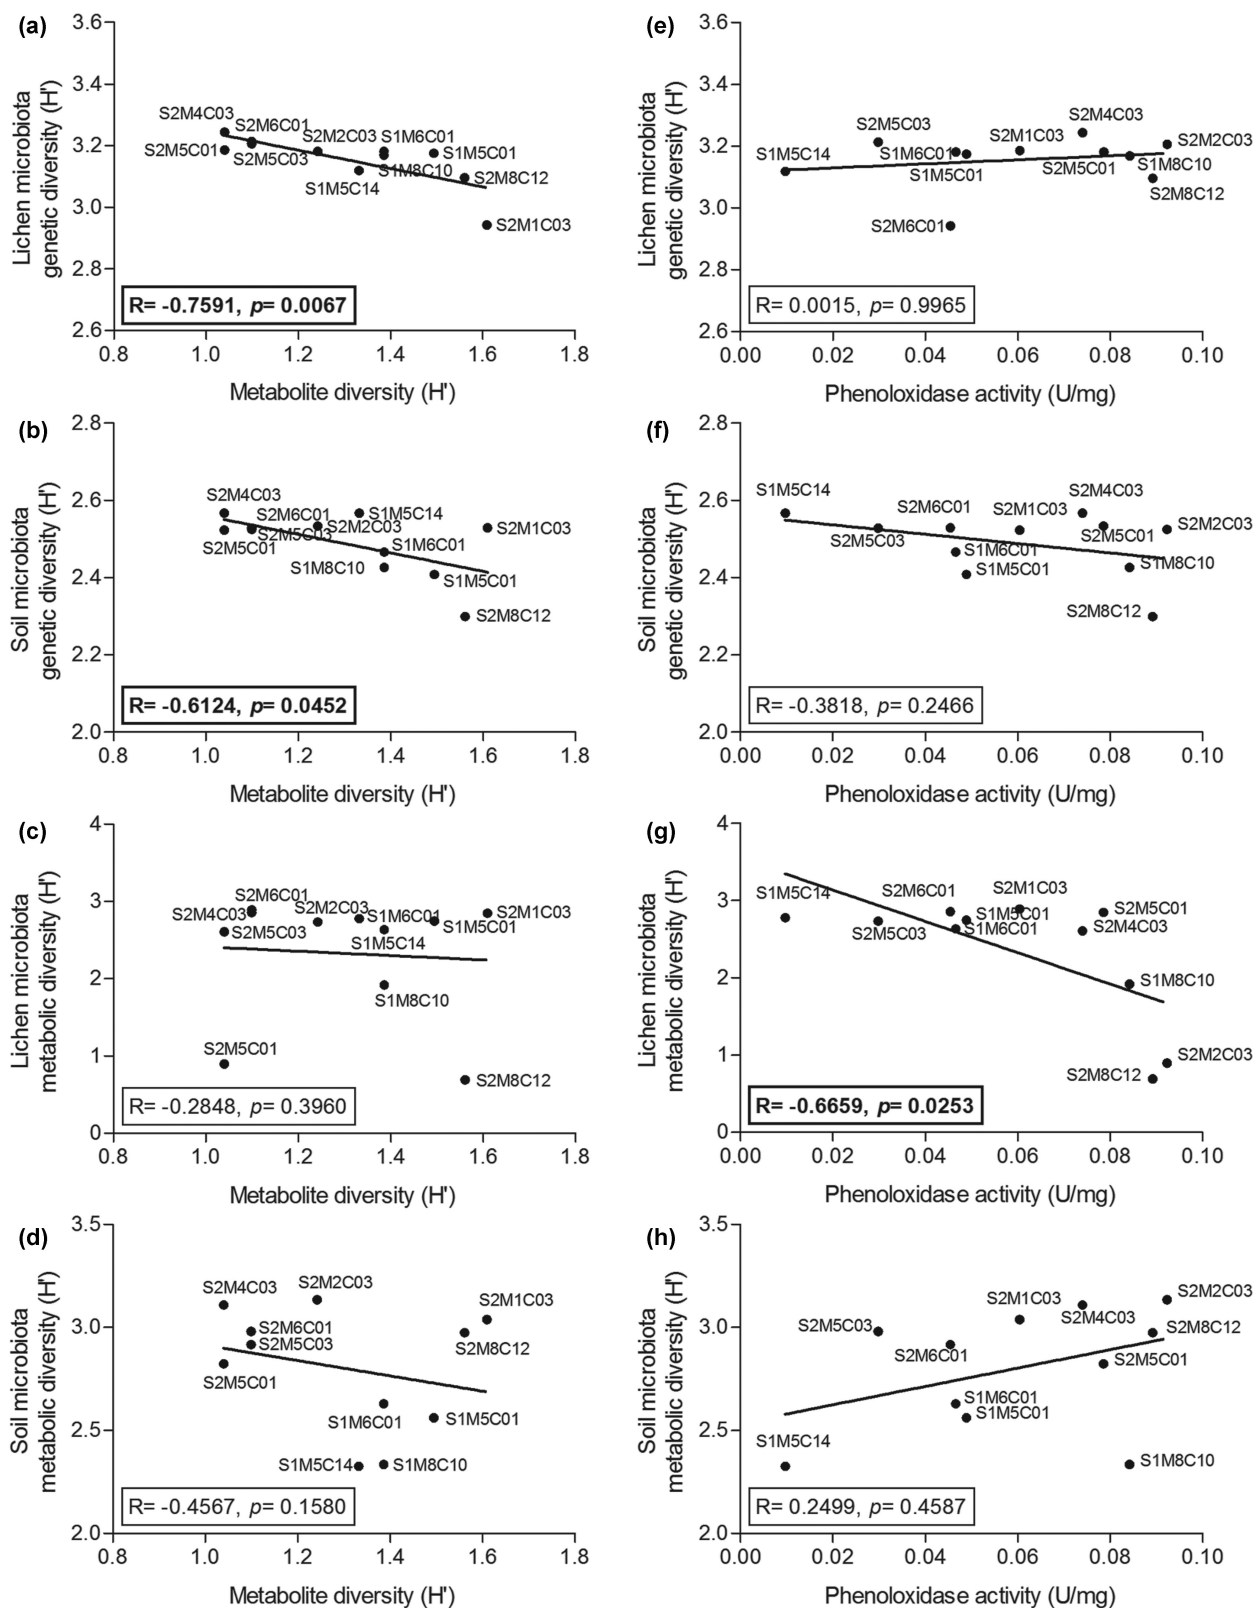 (a)
Lichen microbiota
genetic diversity (H')
3.6
3.4
3.2
3.0
2.8
2.6
S2M4C03
S2M6C01
S2M2C03
S1M6C01
S2M5C01
S2M5C03
S1M5C01
S1M8C10
S1M5C14
S2M8C12
S2M1C03
R= -0.7591, p= 0.0067
0.8 1.0 1.2 1.4 1.6 1.8
Metabolite diversity (H')
(e)
Lichen microbiota
genetic diversity (H')
3.6
3.4
3.2
3.0
2.8
2.6
S2M4C03
S2M5C03
S2M1C03
S2M2C03
S1M5C14
S1M6C01
S1M5C01
S2M5C01
S1M8C10
S2M8C12
S2M6C01
R= 0.0015, p= 0.9965
0.00 0.02 0.04 0.06 0.08 0.10
Phenoloxidase activity (U/mg)
(b)
Soil microbiota
genetic diversity (H')
2.8
2.6
2.4
2.2
2.0
S2M4C03
S2M6C01
S1M5C14
S2M2C03
S2M1C03
S2M5C03
S2M5C01
S1M6C01
S1M8C10
S1M5C01
S2M8C12
R= -0.6124, p= 0.0452
0.8 1.0 1.2 1.4 1.6 1.8
Metabolite diversity (H')
(f)
Soil microbiota
genetic diversity (H')
2.8
2.6
2.4
2.2
2.0
S1M5C14
S2M4C03
S2M6C01
S2M1C03
S2M2C03
S2M5C03
S2M5C01
S1M6C01
S1M8C10
S1M5C01
S2M8C12
R= -0.3818, p= 0.2466
0.00 0.02 0.04 0.06 0.08 0.10
Phenoloxidase activity (U/mg)
(c)
Lichen microbiota
metabolic diversity (H')
4
3
2
1
0
S2M6C01
S2M4C03
S2M2C03
S1M6C01
S2M1C03
S2M5C03
S1M5C01
S1M5C14
S1M8C10
S2M5C01
S2M8C12
R= -0.2848, p= 0.3960
0.8 1.0 1.2 1.4 1.6 1.8
Metabolite diversity (H')
(g)
Lichen microbiota
metabolic diversity (H')
4
3
2
1
0
S1M5C14
S2M6C01
S2M1C03
S1M5C01
S2M5C01
S2M5C03
S1M6C01
S2M4C03
S1M8C10
S2M2C03
S2M8C12
R= -0.6659, p= 0.0253
0.00 0.02 0.04 0.06 0.08 0.10
Phenoloxidase activity (U/mg)
(d)
Soil microbiota
metabolic diversity (H')
3.5
3.0
2.5
2.0
S2M4C03
S2M2C03
S2M1C03
S2M6C01
S2M5C03
S2M8C12
S2M5C01
S1M6C01
S1M5C01
S1M5C14
S1M8C10
R= -0.4567, p= 0.1580
0.8 1.0 1.2 1.4 1.6 1.8
Metabolite diversity (H')
(h)
Soil microbiota
metabolic diversity (H')
3.5
3.0
2.5
2.0
S2M2C03
S2M1C03
S2M4C03
S2M5C03
S2M8C12
S2M6C01
S2M5C01
S1M6C01
S1M5C01
S1M5C14
S1M8C10
R= 0.2499, p= 0.4587
0.00 0.02 0.04 0.06 0.08 0.10
Phenoloxidase activity (U/mg)